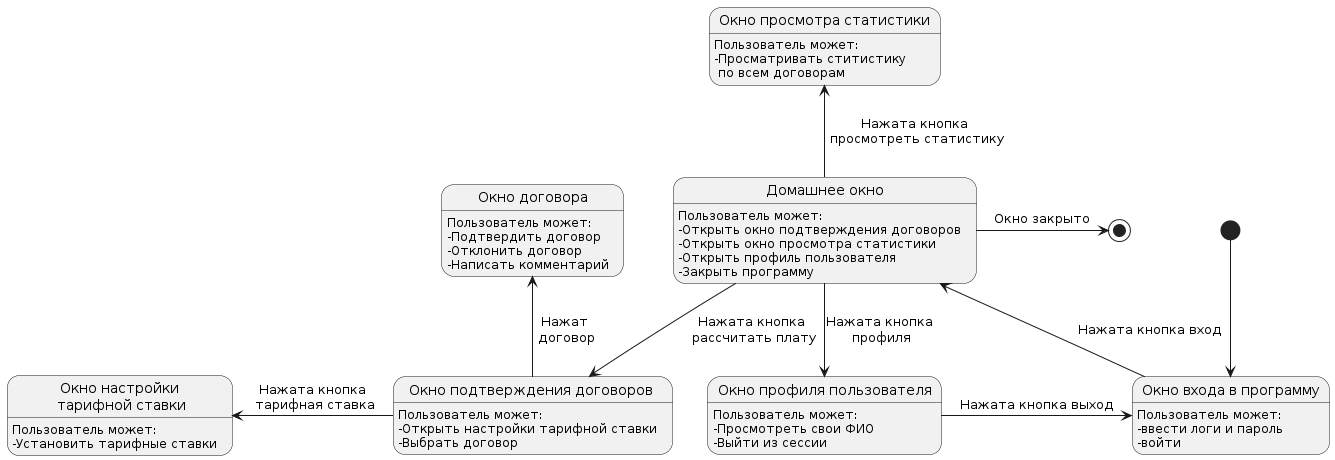 Окно просмотра статистики
Пользователь может:
-Просматривать ститистику
по всем договорам
Нажата кнопка
просмотреть статистику
Домашнее окно
Пользователь может:
-Открыть окно подтверждения договоров
-Открыть окно просмотра статистики
-Открыть профиль пользователя
-Закрыть программу
Окно закрыто
Окно договора
Пользователь может:
-Подтвердить договор
-Отклонить договор
-Написать комментарий
Нажат
договор
Нажата кнопка
рассчитать плату
Нажата кнопка
профиля
Нажата кнопка вход
Окно настройки
тарифной ставки
Пользователь может:
-Установить тарифные ставки
Нажата кнопка
тарифная ставка
Окно подтверждения договоров
Пользователь может:
-Открыть настройки тарифной ставки
-Выбрать договор
Окно профиля пользователя
Пользователь может:
-Просмотреть свои ФИО
-Выйти из сессии
Нажата кнопка выход
Окно входа в программу
Пользователь может:
-ввести логи и пароль
-войти